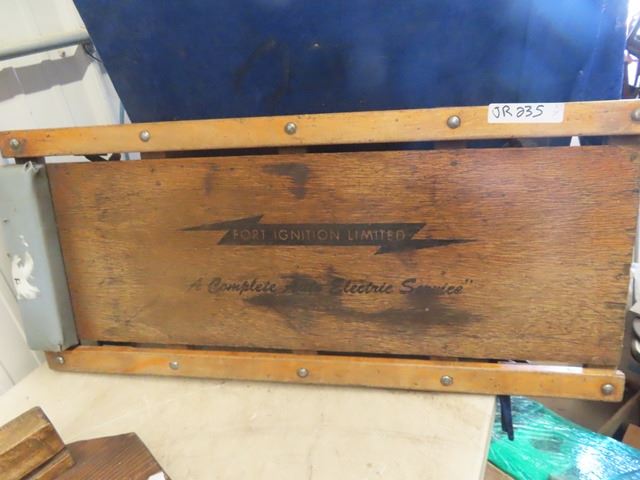 JR 235
FORT IGNITION LIMITED
A Complete Auto Electric Service"